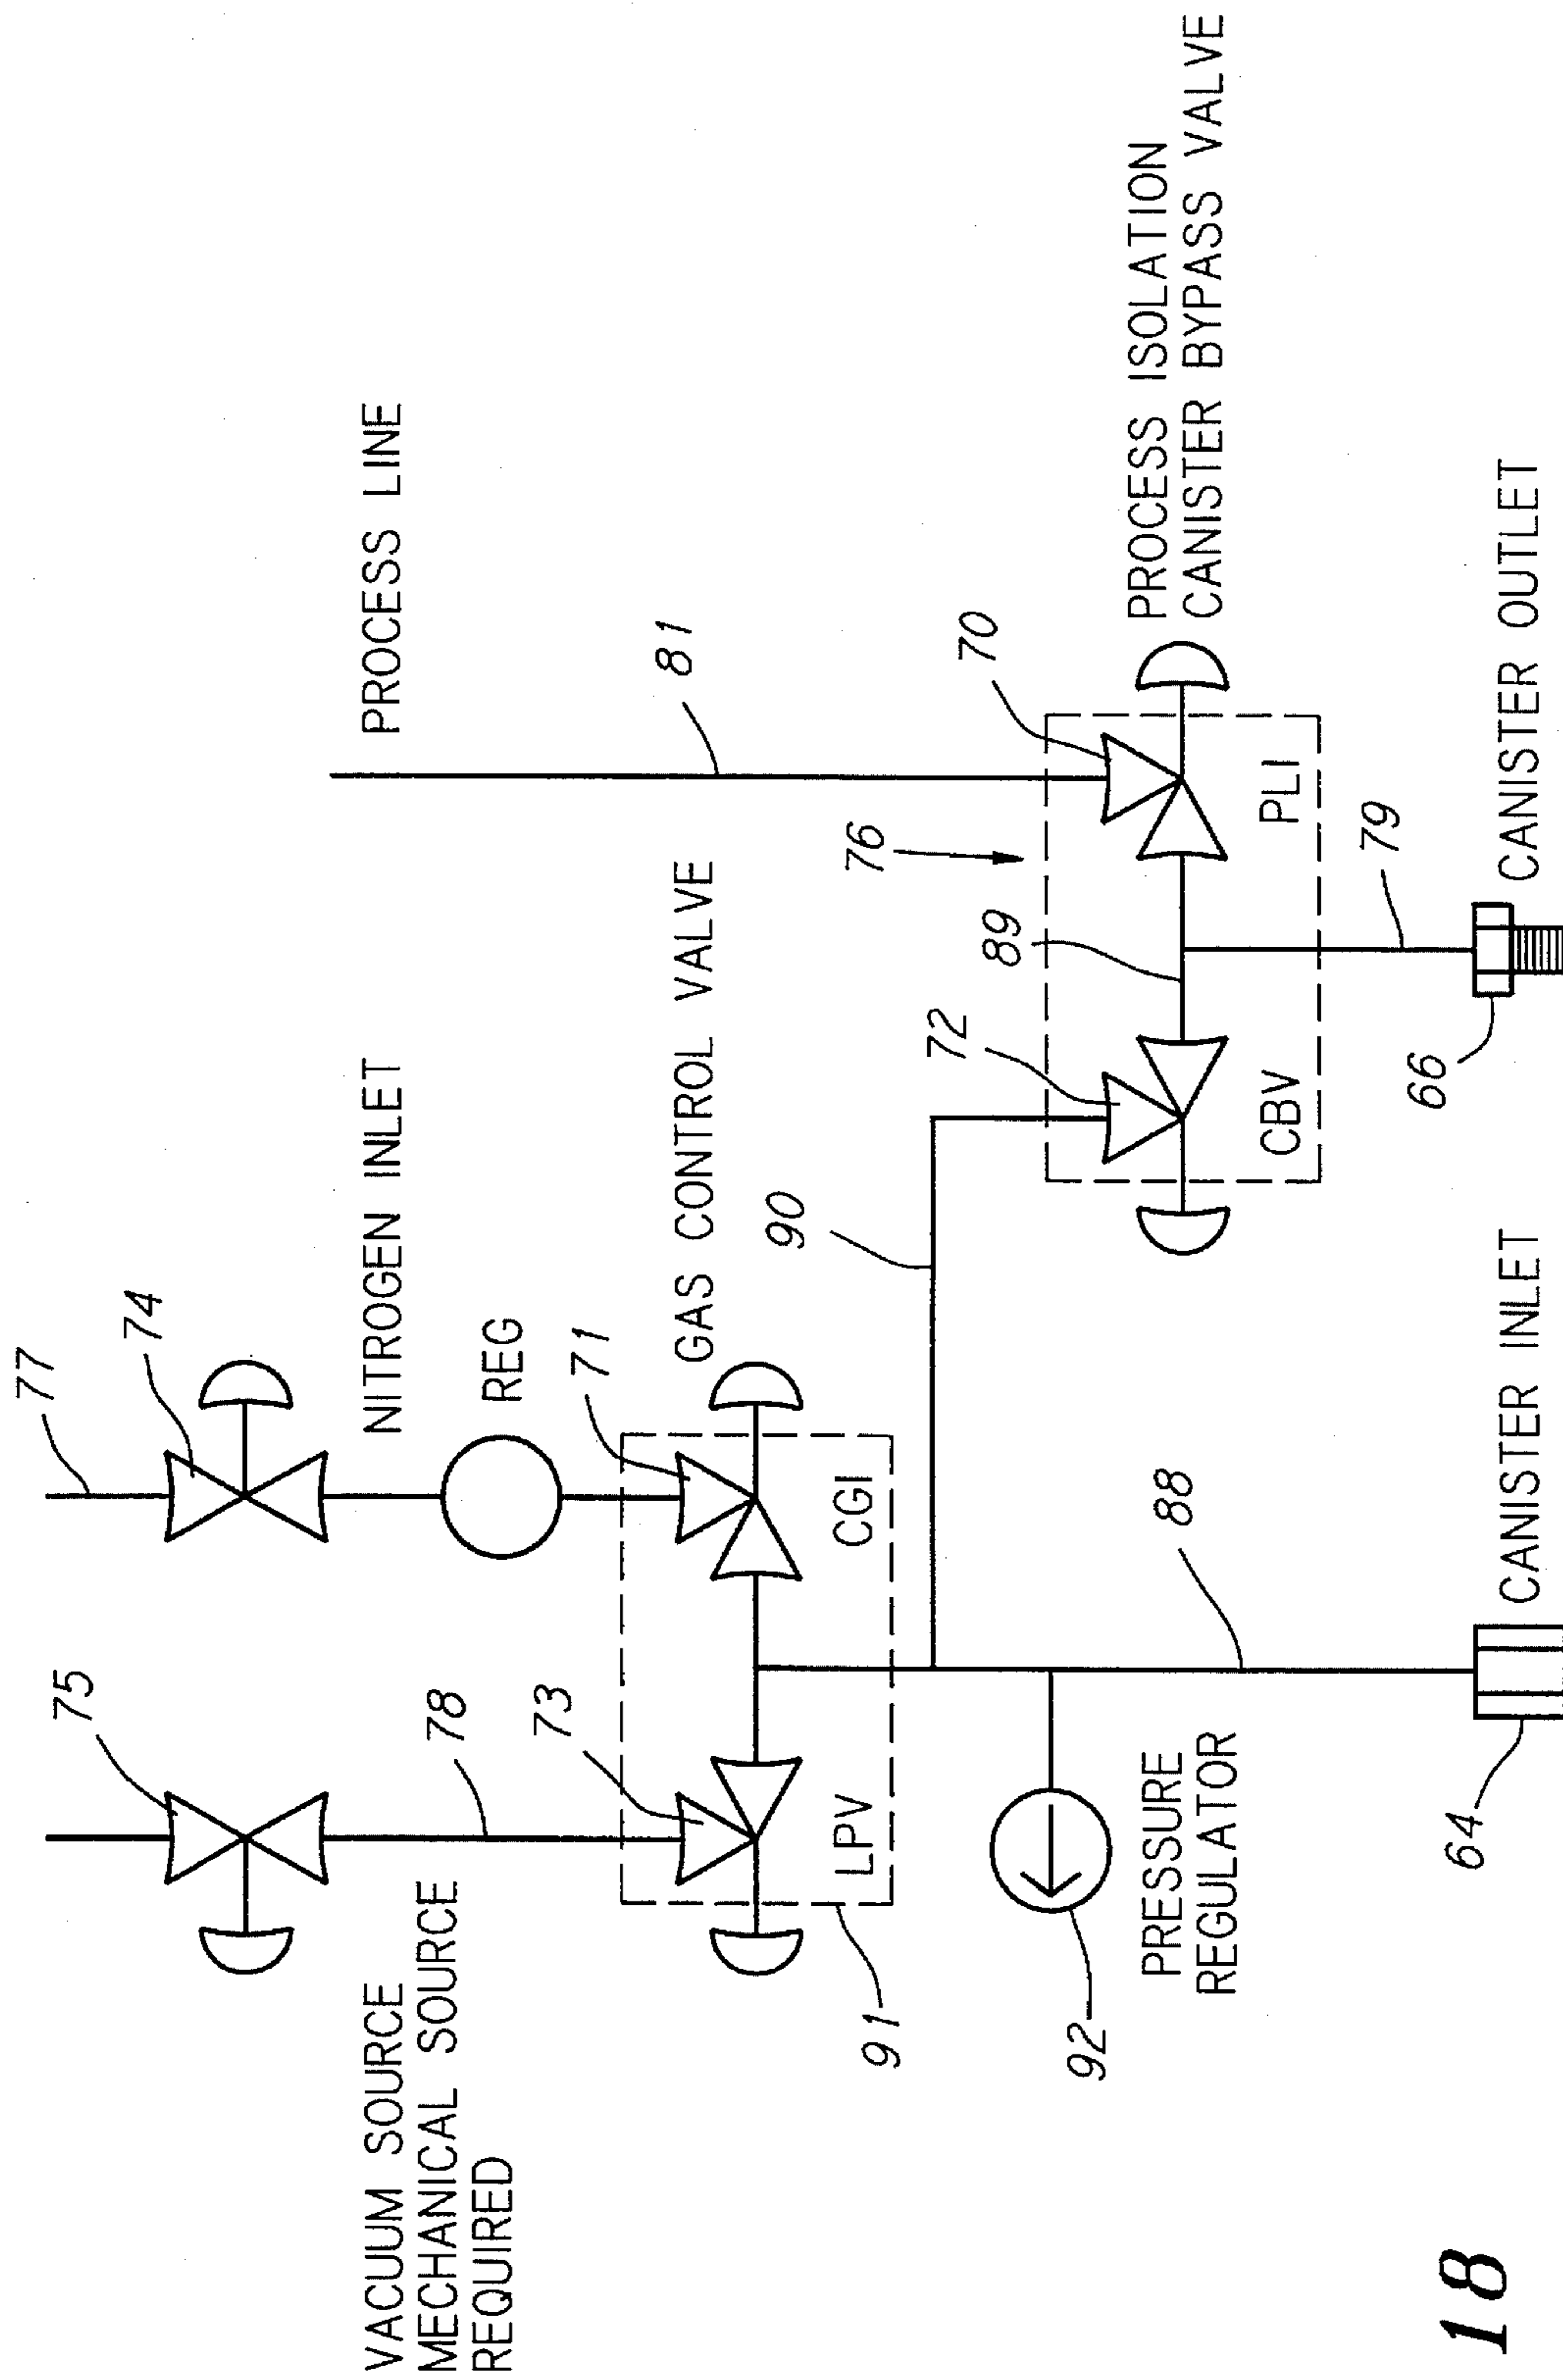 77
74
75
NITROGEN INLET
REG
PROCESS LINE
VACUUM SOURCE
MECHANICAL SOURCE
REQUIRED
78
73
71
GAS CONTROL VALVE
81
LPV
CGI
91
90
76
89
72
70
PROCESS ISOLATION
CANISTER BYPASS VALVE
CBV
PLI
92
PRESSURE
REGULATOR
88
79
64
66
CANISTER INLET
CANISTER OUTLET
18